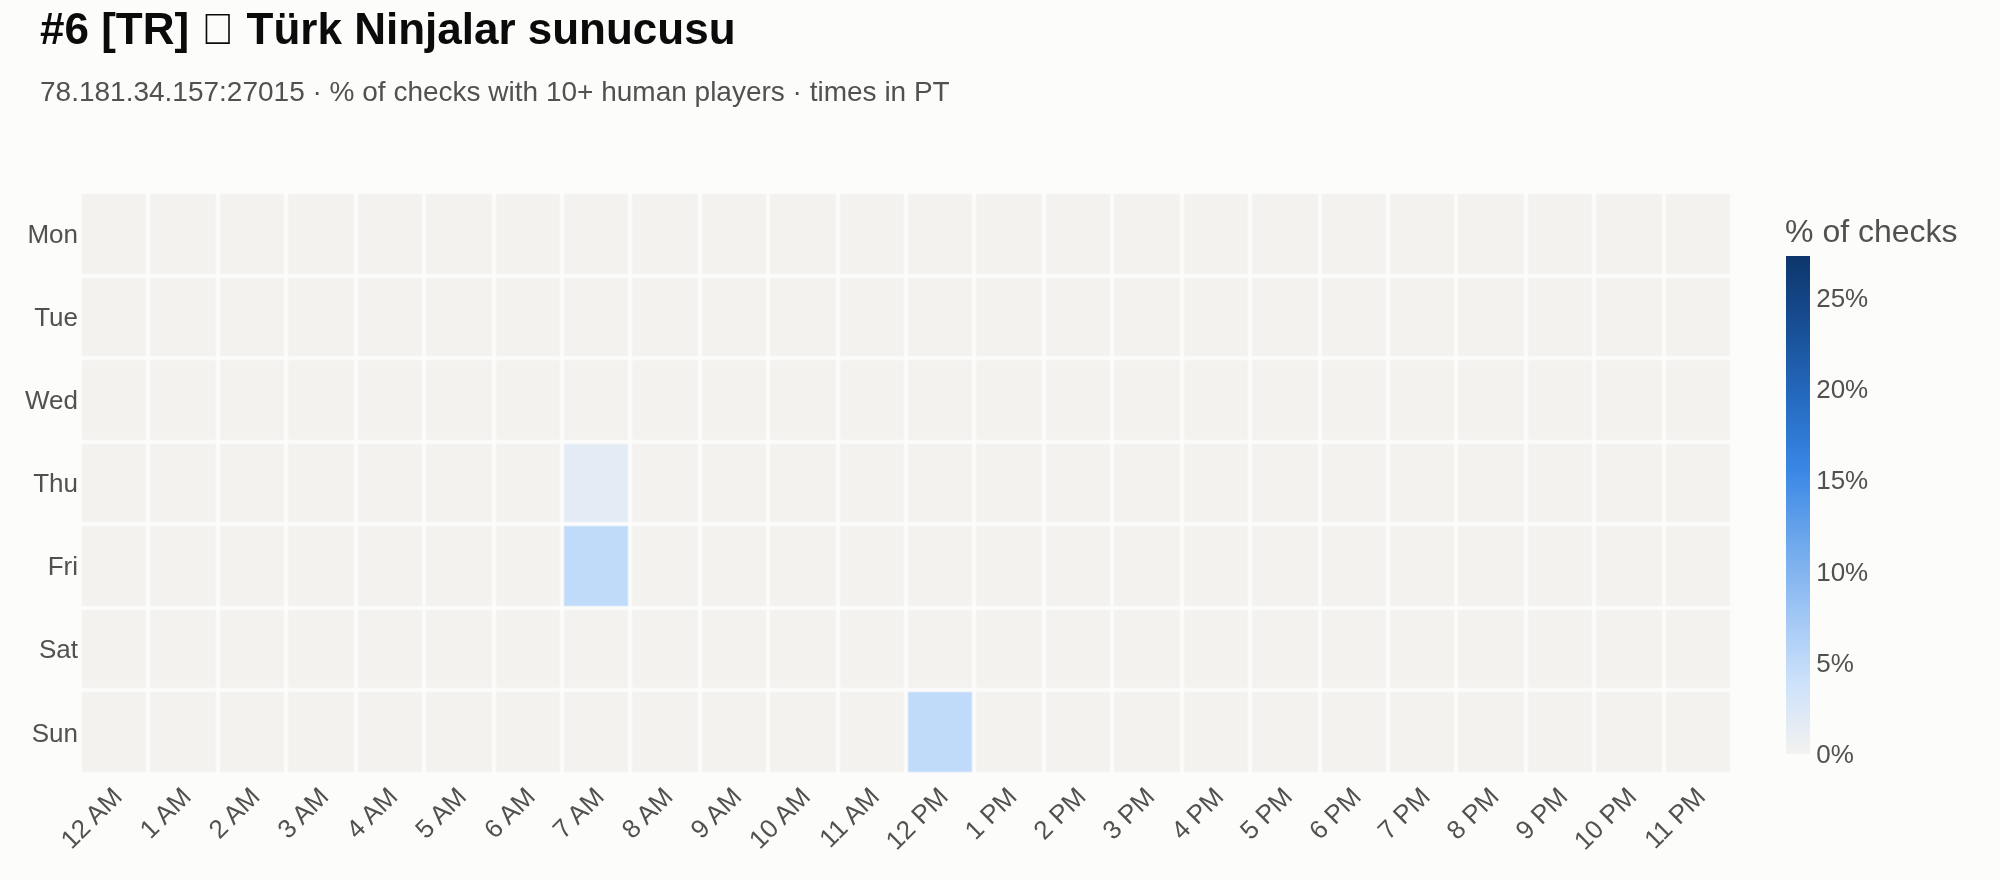 #6 [TR] □ Türk Ninjalar sunucusu
78.181.34.157:27015 · % of checks with 10+ human players · times in PT
% of checks
Mon
Tue
Wed
Thu
Fri
Sat
Sun
25%
20%
15%
10%
5%
0%
12 AM
1 AM
2 AM
3 AM
4 AM
5 AM
6 AM
7 AM
8 AM
9 AM
10 AM
11 AM
12 PM
1 PM
2 PM
3 PM
4 PM
5 PM
6 PM
7 PM
8 PM
9 PM
10 PM
11 PM